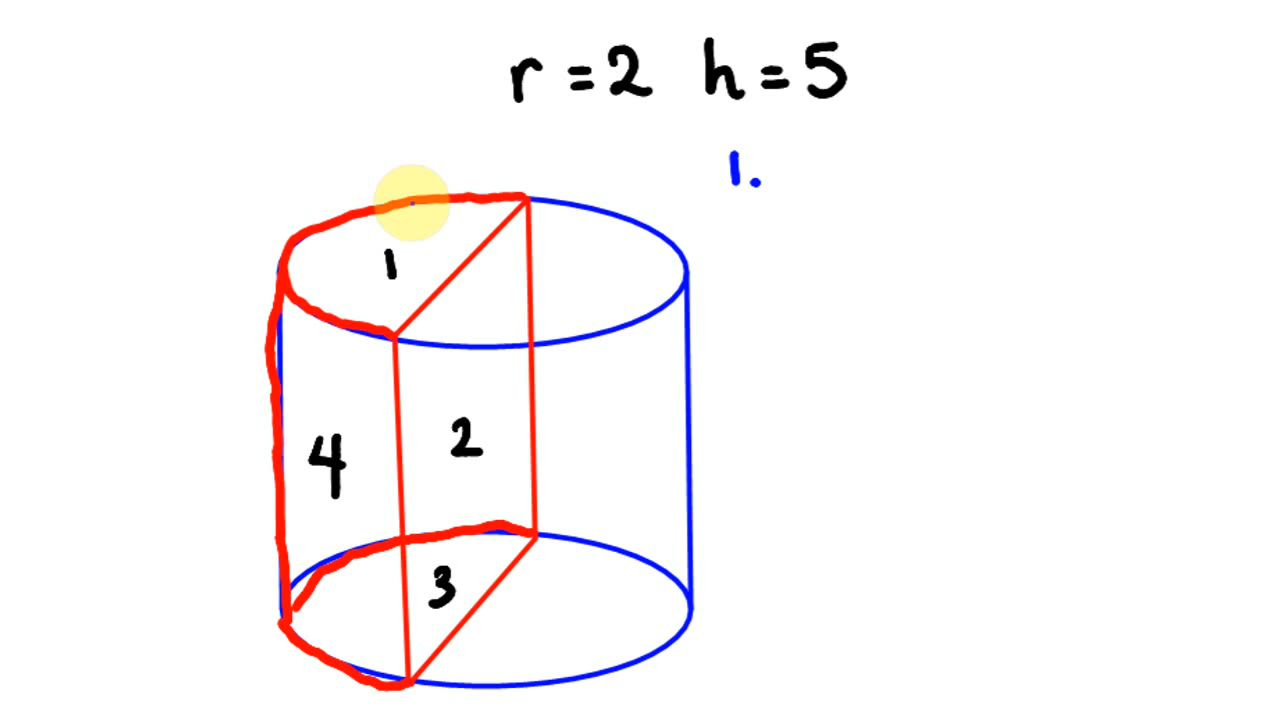 r = 2 h = 5
1.
1
4 2
3